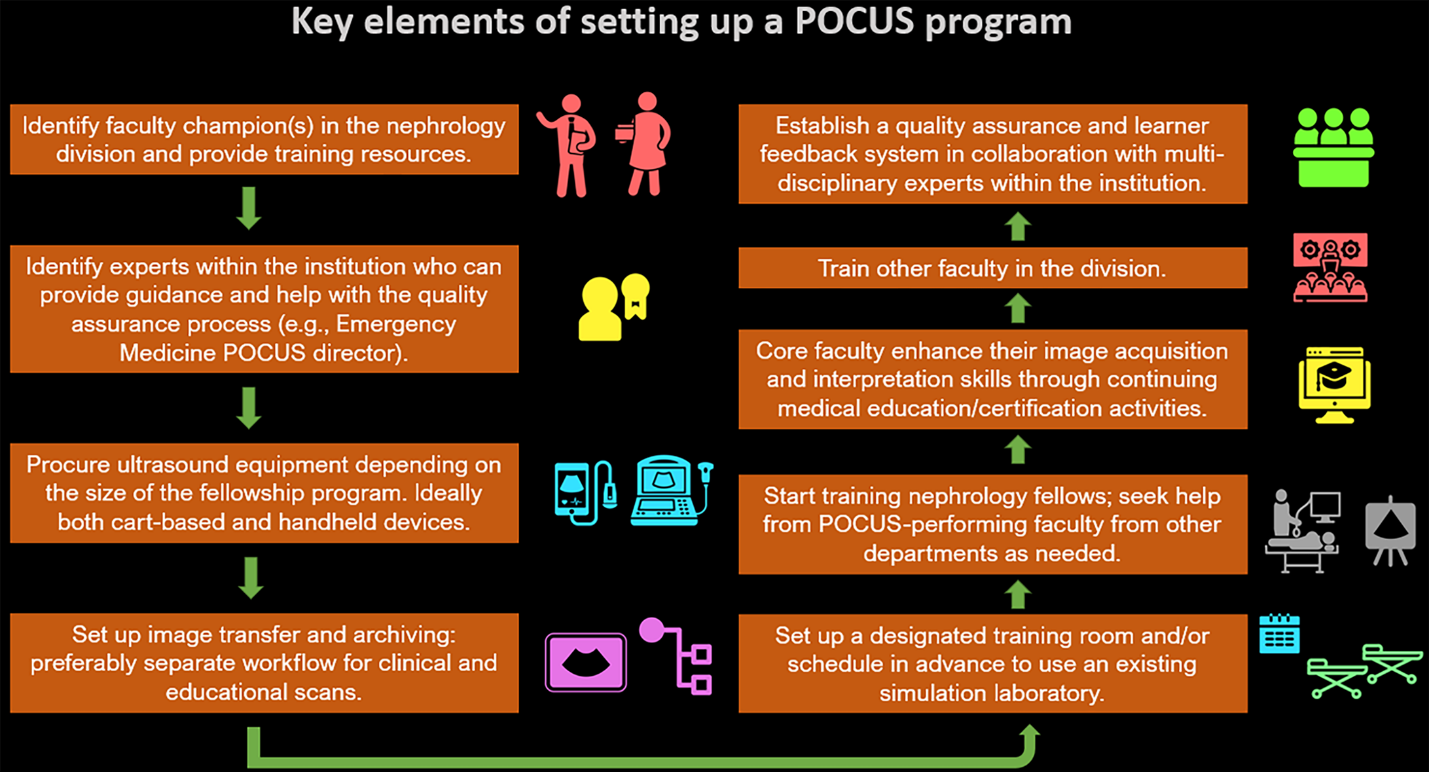 Key elements of setting up a POCUS program
Identify faculty champion(s) in the nephrology
division and provide training resources.
Identify experts within the institution who can
provide guidance and help with the quality
assurance process (e.g., Emergency
Medicine POCUS director).
Procure ultrasound equipment depending on
the size of the fellowship program. Ideally
both cart-based and handheld devices.
Set up image transfer and archiving:
preferably separate workflow for clinical and
educational scans.
Set up a designated training room and/or
schedule in advance to use an existing
simulation laboratory.
Start training nephrology fellows; seek help
from POCUS-performing faculty from other
departments as needed.
Core faculty enhance their image acquisition
and interpretation skills through continuing
medical education/certification activities.
Train other faculty in the division.
Establish a quality assurance and learner
feedback system in collaboration with multi-
disciplinary experts within the institution.